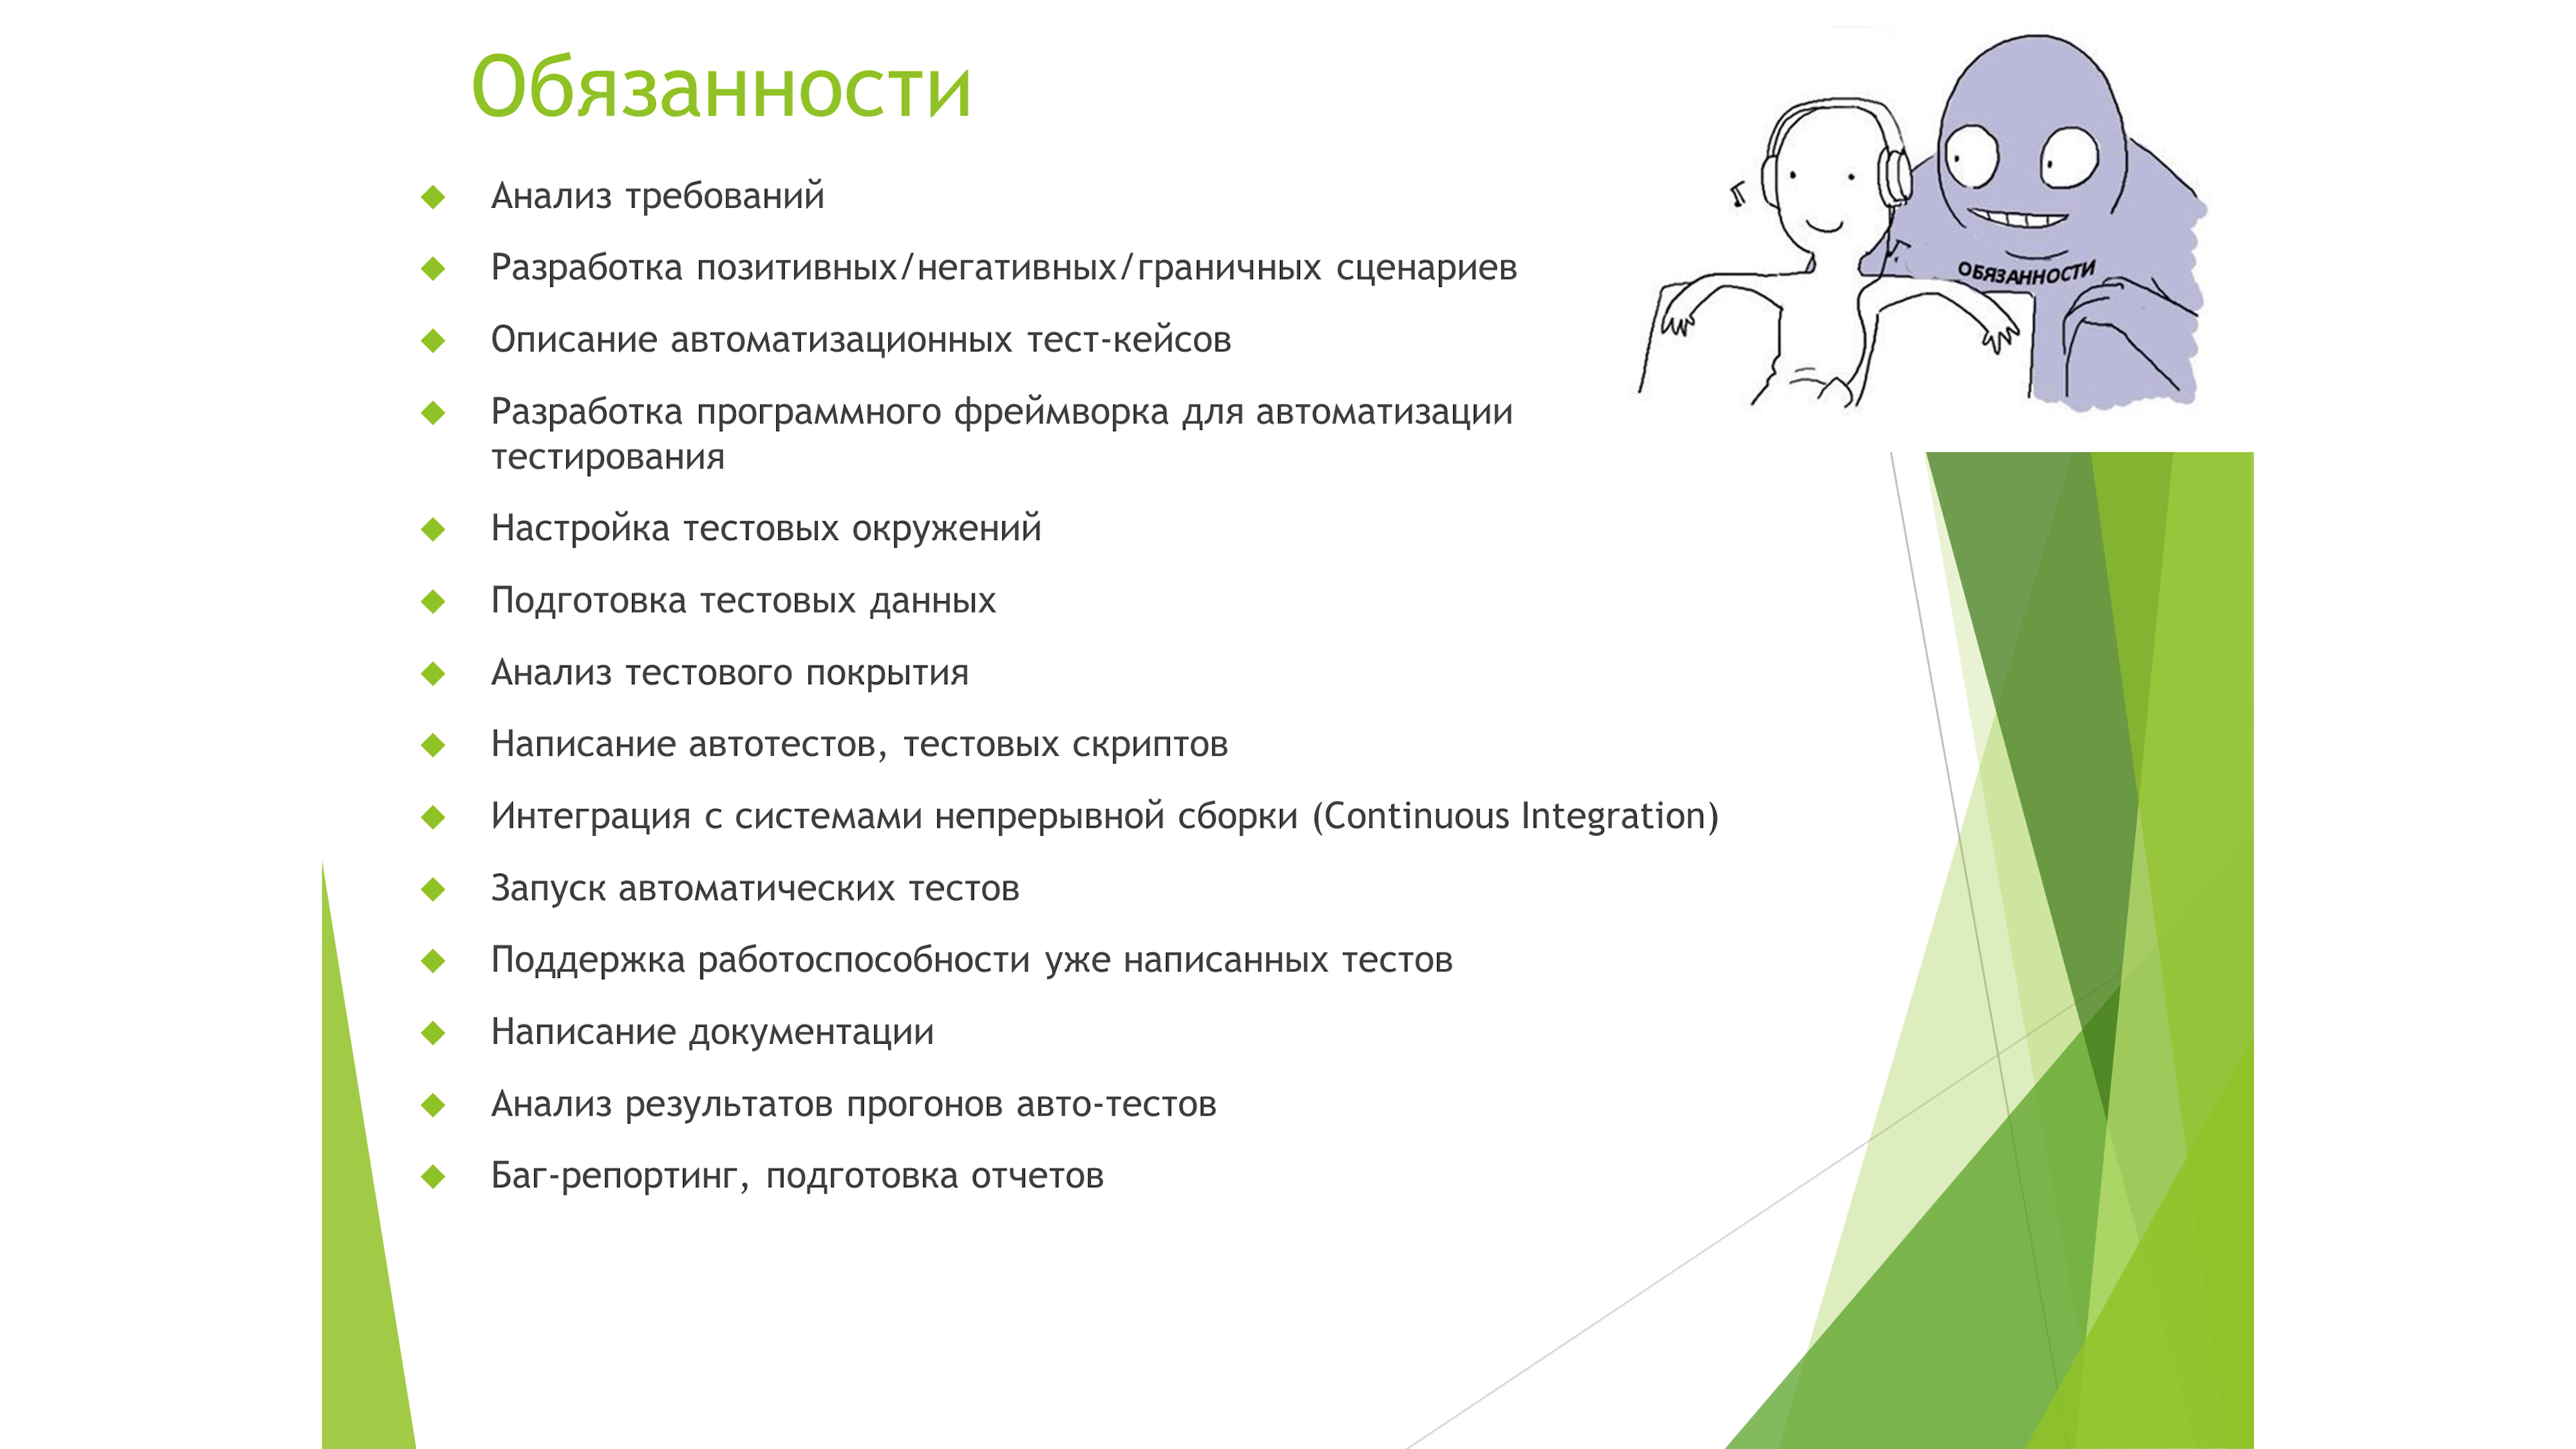 Обязанности
Анализ требований
Разработка позитивных/негативных/граничных сценариев
Описание автоматизационных тест-кейсов
Разработка программного фреймворка для автоматизации
тестирования
Настройка тестовых окружений
Подготовка тестовых данных
Анализ тестового покрытия
Написание автотестов, тестовых скриптов
Интеграция с системами непрерывной сборки (Continuous Integration)
Запуск автоматических тестов
Поддержка работоспособности уже написанных тестов
Написание документации
Анализ результатов прогонов авто-тестов
Баг-репортинг, подготовка отчетов
ОБЯЗАННОСТИ